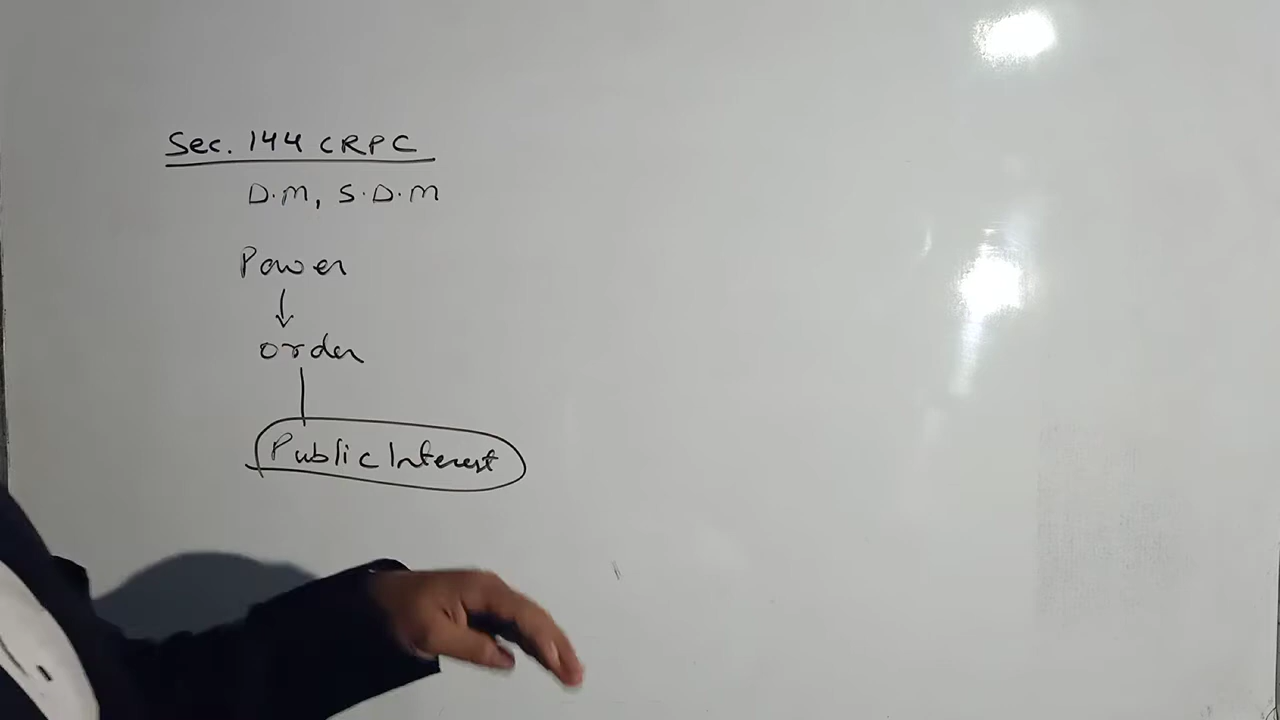 Sec. 144 CRPC
D.M, S.D.M
Power
order
Public Interest